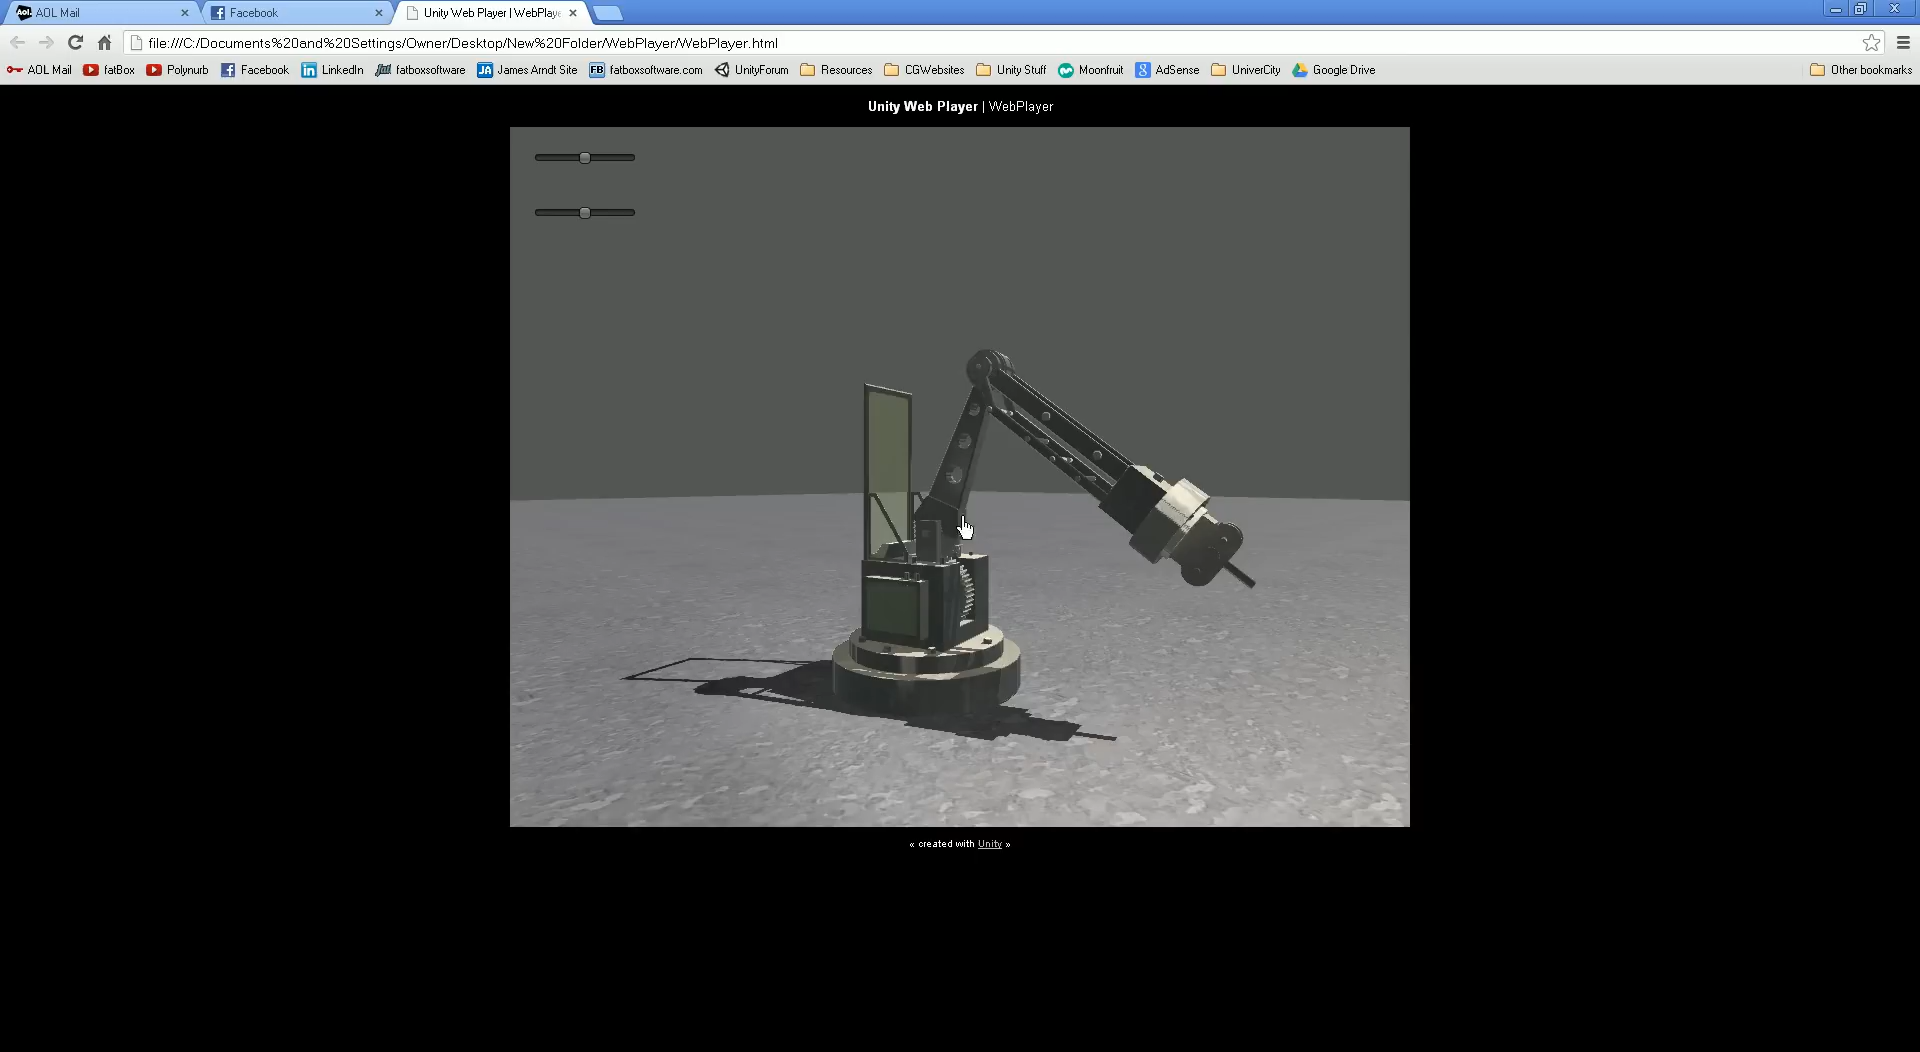 AOL Mail
Facebook
Unity Web Player | WebPlaye
file:///C:/Documents%20and%20Settings/Owner/Desktop/New%20Folder/WebPlayer/WebPlayer.html
AOL Mail fatBox Polynurb Facebook LinkedIn fatboxsoftware James Arndt Site fatboxsoftware.com UnityForum Resources CGWebsites Unity Stuff Moonfruit AdSense UniverCity Google Drive Other bookmarks
Unity Web Player | WebPlayer
« created with Unity »